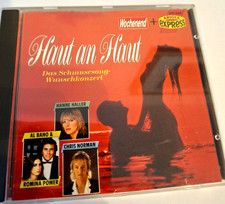 Wochenend + EXPRESS
Haut an Haut
Das Schmusesong-
Wunschkonzert
HANNE HALLER
AL BANO &
CHRIS NORMAN
ROMINA POWER